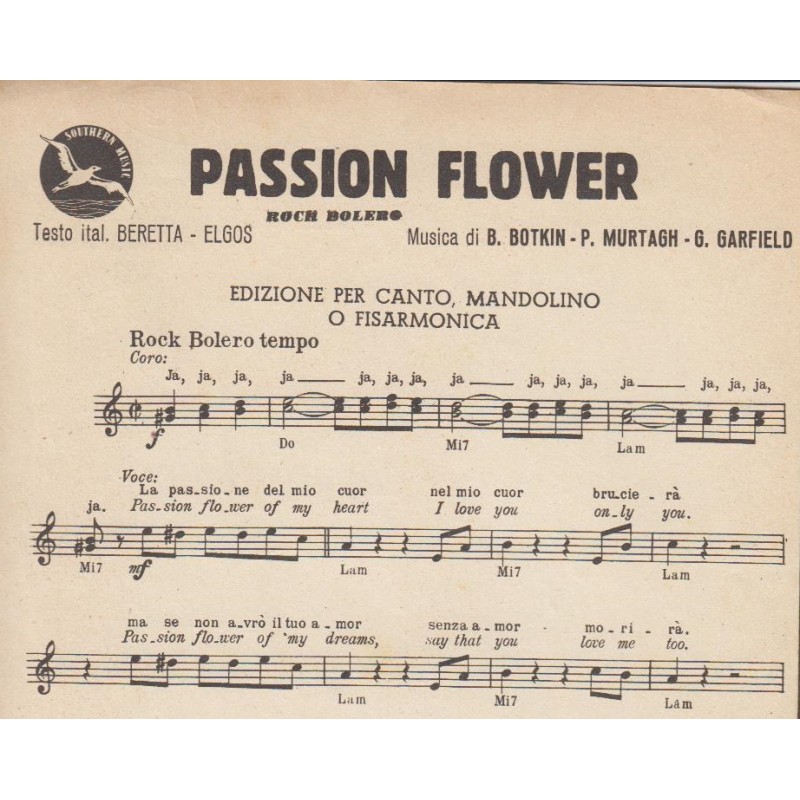 SOUTHERN MUSIC
PASSION FLOWER
ROCK BOLERO
Testo ital. BERETTA - ELGOS
Musica di B. BOTKIN - P. MURTAGH - G. GARFIELD
EDIZIONE PER CANTO, MANDOLINO
O FISARMONICA
Rock Bolero tempo
Coro:
Ja, ja, ja, ja ja, ja, ja, ja ja, ja, ja, ja ja, ja, ja,
f
Do Mi7 Lam
Voce:
La pas-sio-ne del mio cuor nel mio cuor bru-cie-rà
ja. Pas-sion flo-wer of my heart I love you on-ly you.
Mi7 mf Lam Mi7 Lam
ma se non a-vrò il tuo a-mor senza a-mor mo-ri-rà.
Pas-sion flo-wer of my dreams, say that you love me too.
Lam Mi7 Lam